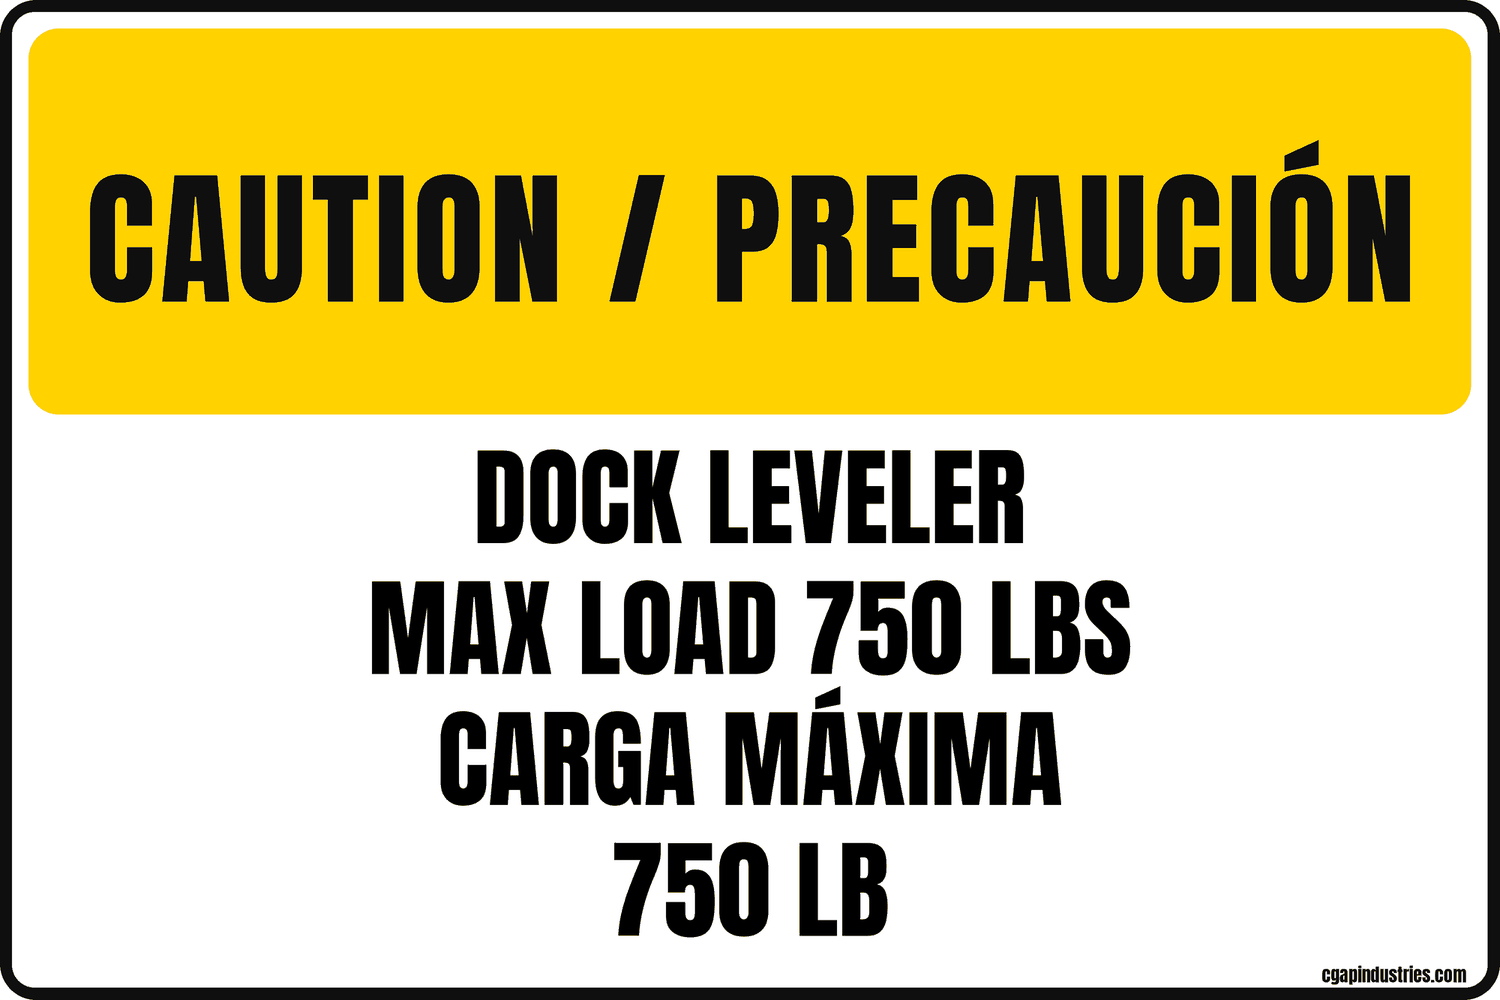 CAUTION / PRECAUCIÓN
DOCK LEVELER
MAX LOAD 750 LBS
CARGA MÁXIMA
750 LB
cgapindustries.com